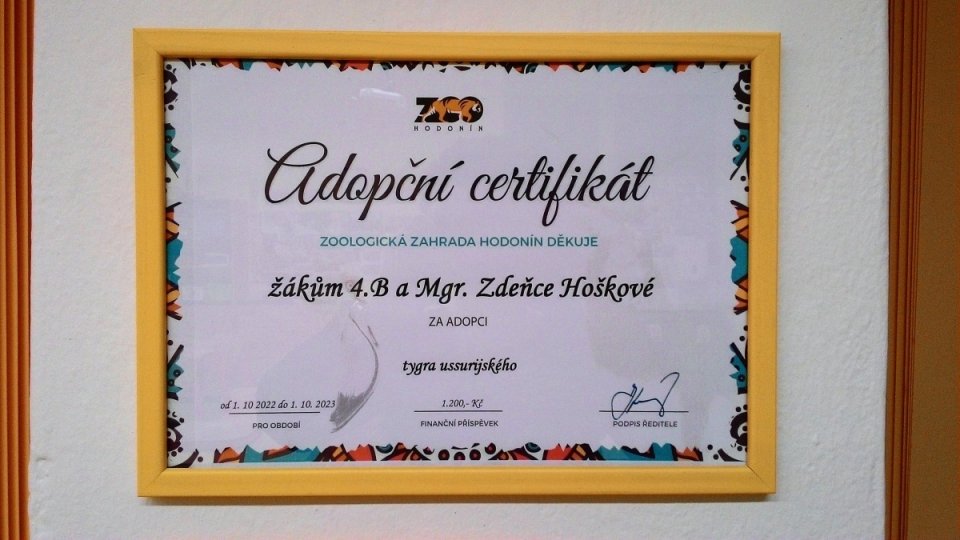 ZOO
HODONÍN
Adopční certifikát
ZOOLOGICKÁ ZAHRADA HODONÍN DĚKUJE
žákům 4.B a Mgr. Zdeňce Hoškové
ZA ADOPCI
tygra ussurijského
od 1. 10 2022 do 1. 10. 2023
PRO OBDOBÍ
1.200,- Kč
FINANČNÍ PŘÍSPĚVEK
PODPIS ŘEDITELE